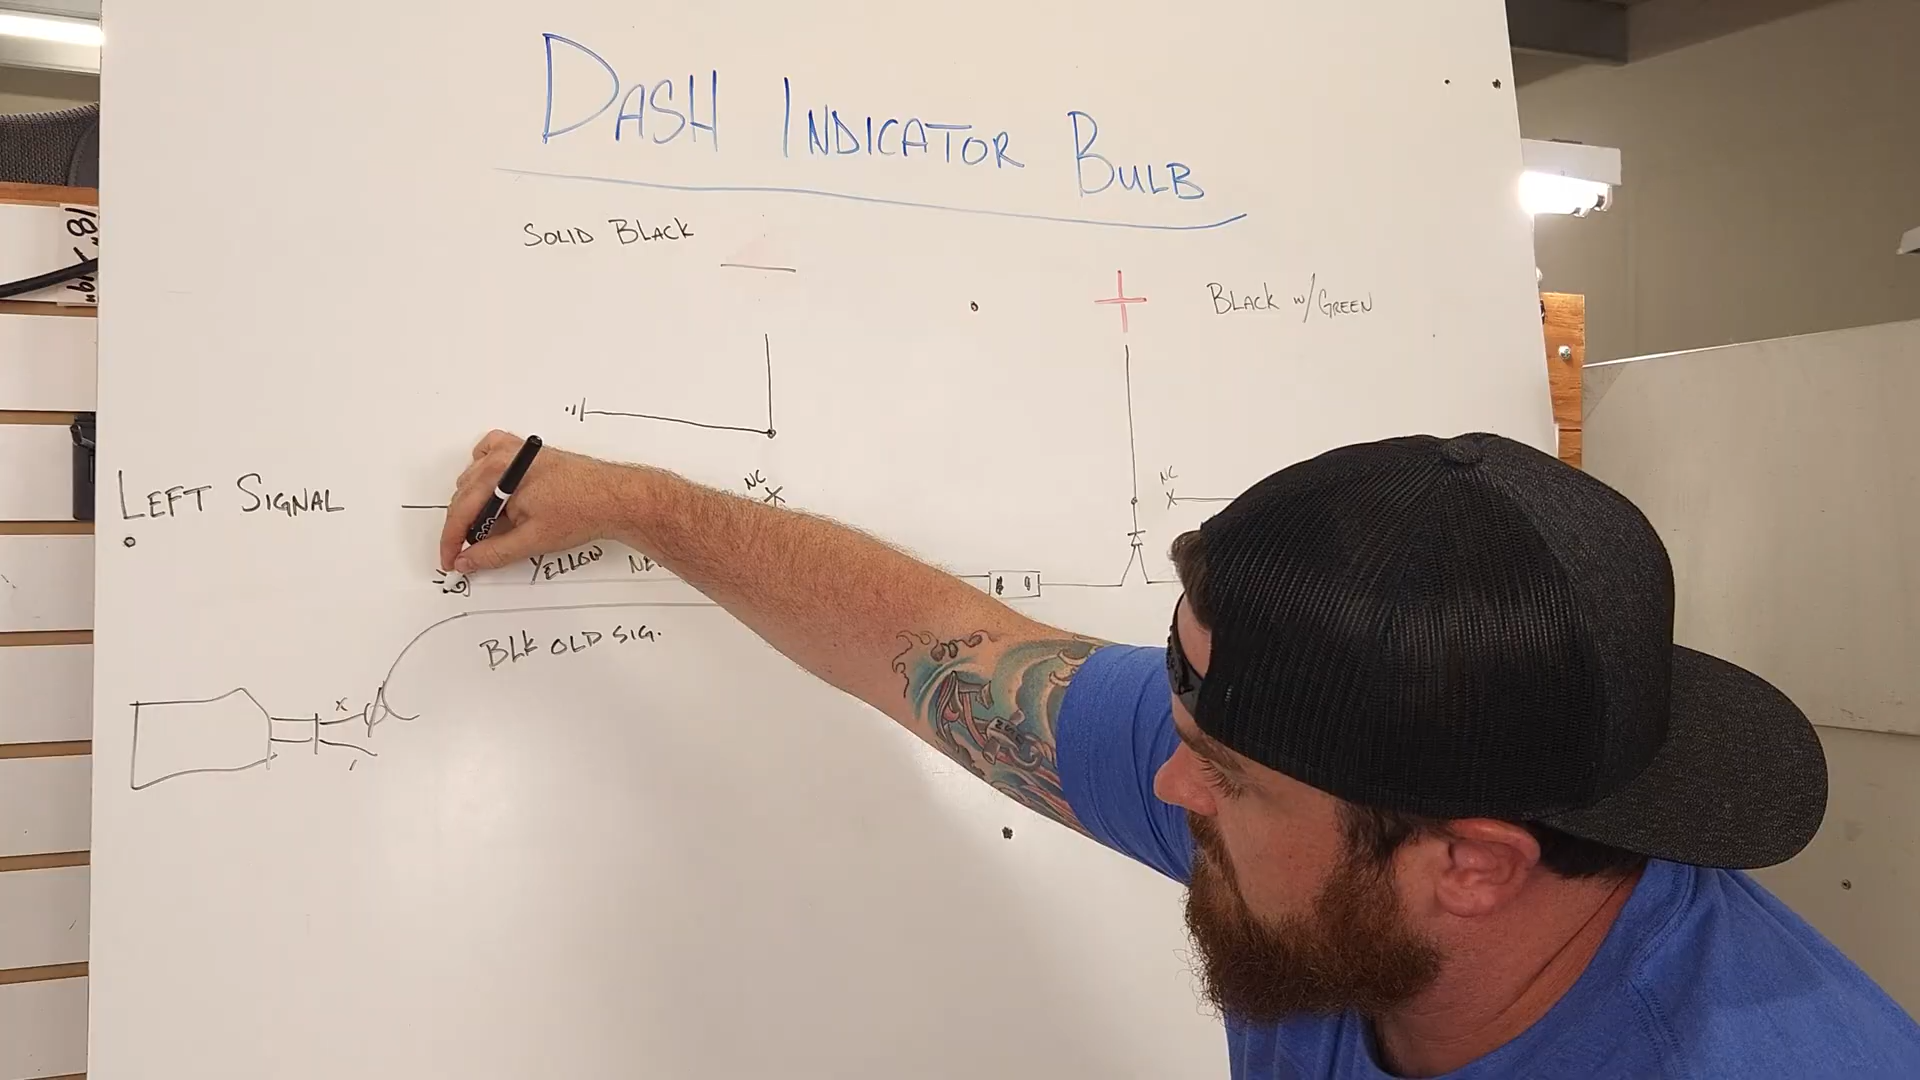 DASH INDICATOR BULB
SOLID BLACK
+
BLACK W/GREEN
NC
NC
LEFT SIGNAL
YELLOW
BLK OLD SIG.
X